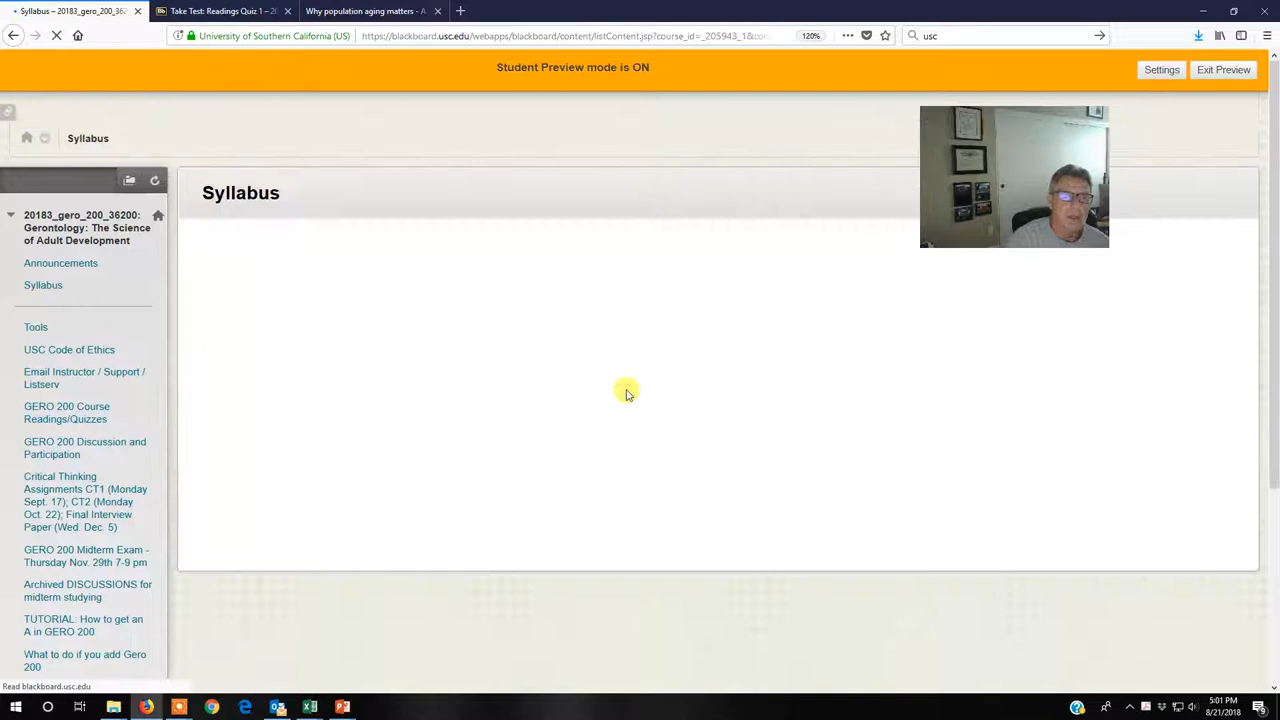 Syllabus – 20183_gero_200_362
Take Test: Readings Quiz 1 –
Why population aging matters - A
University of Southern California (US)
https://blackboard.usc.edu/webapps/blackboard/content/listContent.jsp?course_id=_205943_1&con
120%
usc
Student Preview mode is ON
Settings
Exit Preview
Syllabus
Syllabus
20183_gero_200_36200:
Gerontology: The Science
of Adult Development
Announcements
Syllabus
Tools
USC Code of Ethics
Email Instructor / Support /
Listserv
GERO 200 Course
Readings/Quizzes
GERO 200 Discussion and
Participation
Critical Thinking
Assignments CT1 (Monday
Sept. 17); CT2 (Monday
Oct. 22); Final Interview
Paper (Wed. Dec. 5)
GERO 200 Midterm Exam -
Thursday Nov. 29th 7-9 pm
Archived DISCUSSIONS for
midterm studying
TUTORIAL: How to get an
A in GERO 200
What to do if you add Gero
200
Read blackboard.usc.edu
5:01 PM
8/21/2018